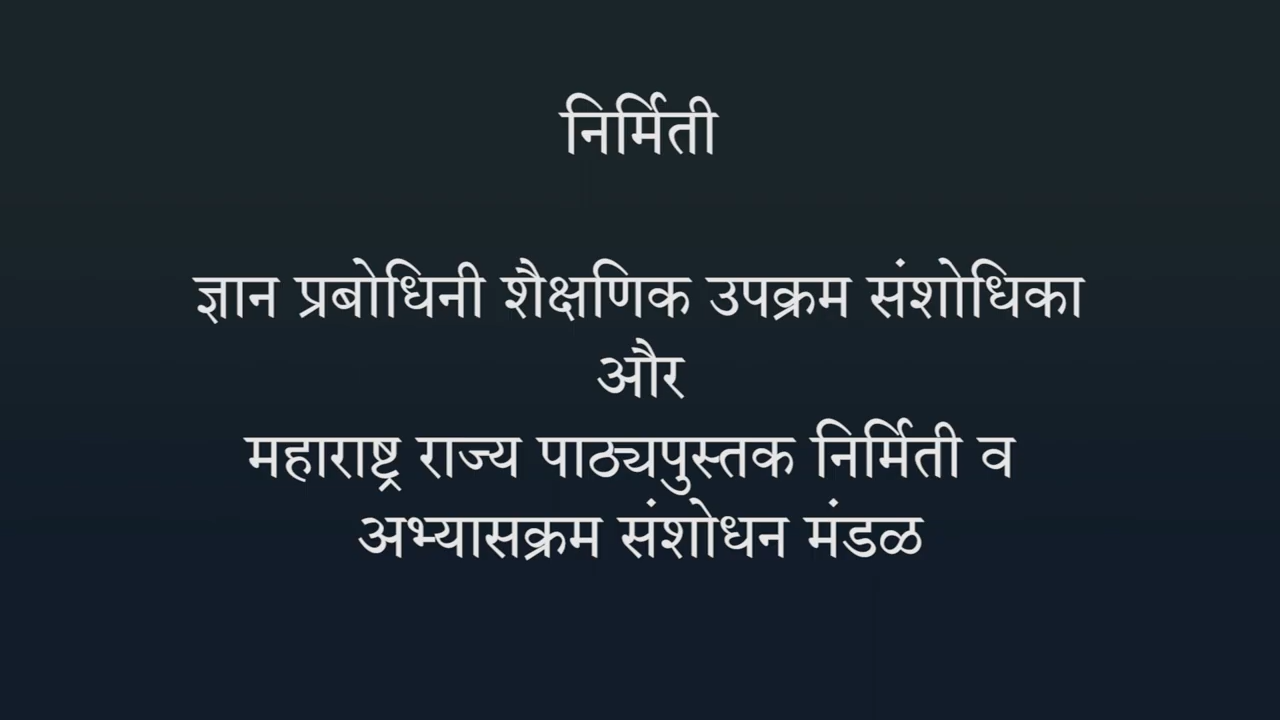 निर्मिती
ज्ञान प्रबोधिनी शैक्षणिक उपक्रम संशोधिका
और
महाराष्ट्र राज्य पाठ्यपुस्तक निर्मिती व
अभ्यासक्रम संशोधन मंडळ